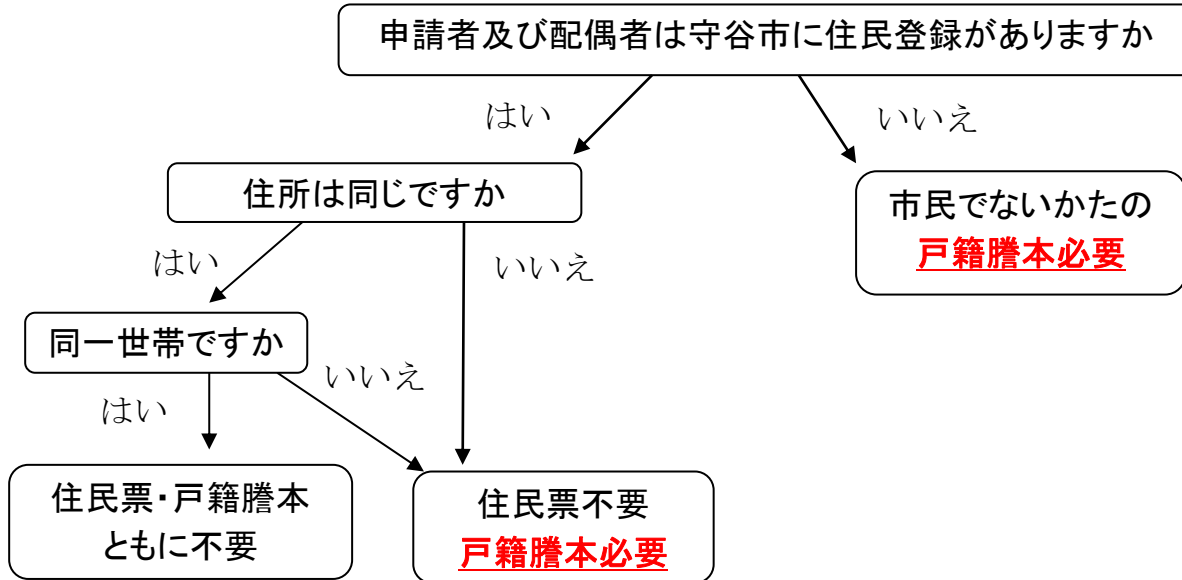 申請者及び配偶者は守谷市に住民登録がありますか
はい
いいえ
住所は同じですか
市民でないかたの
戸籍謄本必要
はい
いいえ
同一世帯ですか
はい
いいえ
住民票・戸籍謄本
ともに不要
住民票不要
戸籍謄本必要